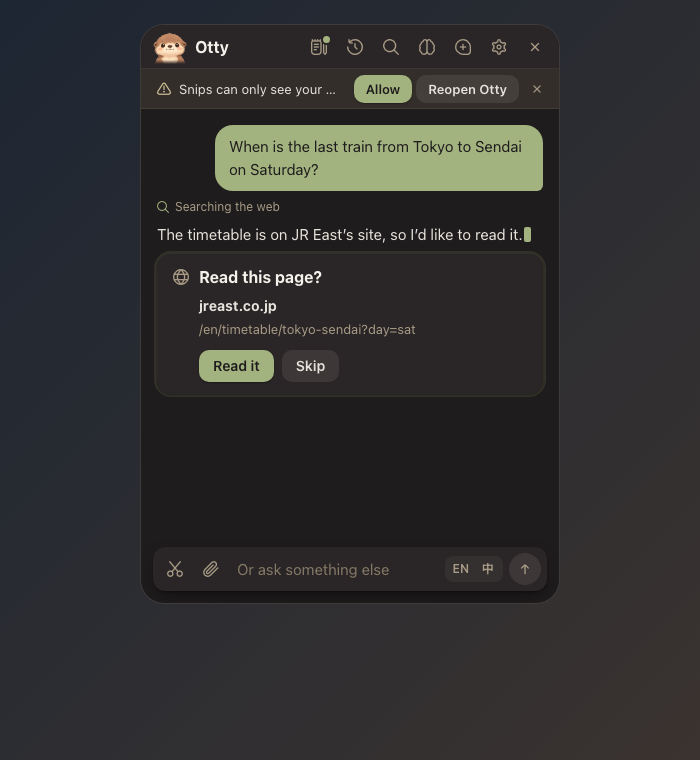 Otty
Snips can only see your ...
Allow
Reopen Otty
When is the last train from Tokyo to Sendai
on Saturday?
Searching the web
The timetable is on JR East’s site, so I’d like to read it.
Read this page?
jreast.co.jp
/en/timetable/tokyo-sendai?day=sat
Read it
Skip
Or ask something else
EN 中